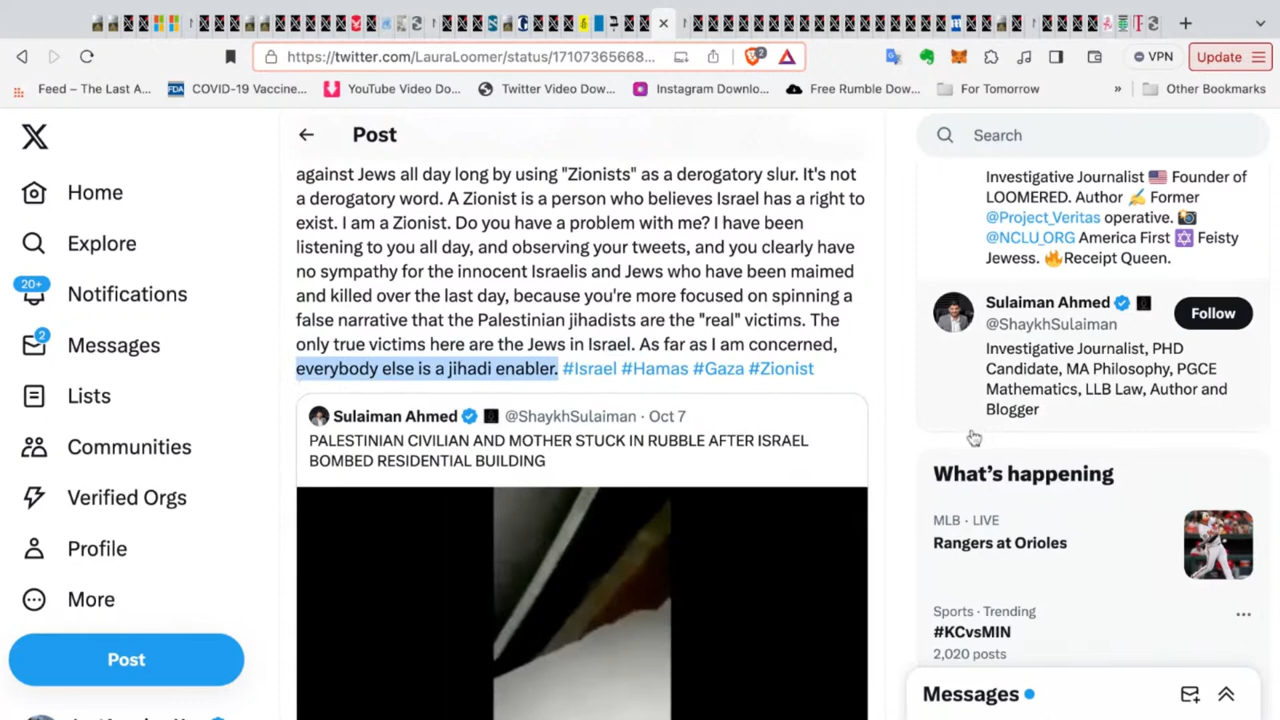 https://twitter.com/LauraLoomer/status/17107365668...
2
VPN
Update
Feed – The Last A...
COVID-19 Vaccine...
YouTube Video Do...
Twitter Video Dow...
Instagram Downlo...
Free Rumble Dow...
For Tomorrow
»
Other Bookmarks
Home
Explore
20+
Notifications
2
Messages
Lists
Communities
Verified Orgs
Profile
More
Post
Post
against Jews all day long by using "Zionists" as a derogatory slur. It's not
a derogatory word. A Zionist is a person who believes Israel has a right to
exist. I am a Zionist. Do you have a problem with me? I have been
listening to you all day, and observing your tweets, and you clearly have
no sympathy for the innocent Israelis and Jews who have been maimed
and killed over the last day, because you're more focused on spinning a
false narrative that the Palestinian jihadists are the "real" victims. The
only true victims here are the Jews in Israel. As far as I am concerned,
everybody else is a jihadi enabler. #Israel #Hamas #Gaza #Zionist
Sulaiman Ahmed @ShaykhSulaiman · Oct 7
PALESTINIAN CIVILIAN AND MOTHER STUCK IN RUBBLE AFTER ISRAEL
BOMBED RESIDENTIAL BUILDING
Search
Investigative Journalist 🇺🇸 Founder of
LOOMERED. Author ✍️ Former
@Project_Veritas operative. 📸
@NCLU_ORG America First ✡️ Feisty
Jewess. 🔥Receipt Queen.
Sulaiman Ahmed
@ShaykhSulaiman
Follow
Investigative Journalist, PHD
Candidate, MA Philosophy, PGCE
Mathematics, LLB Law, Author and
Blogger
What's happening
MLB · LIVE
Rangers at Orioles
Sports · Trending
#KCvsMIN
2,020 posts
Messages